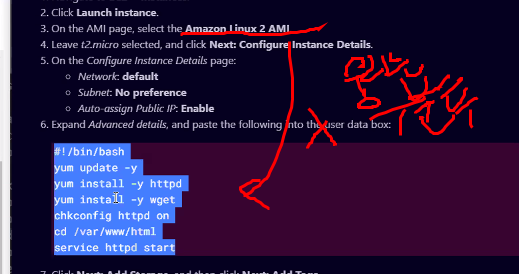 2. Click Launch instance.
3. On the AMI page, select the Amazon Linux 2 AMI
4. Leave t2.micro selected, and click Next: Configure Instance Details.
5. On the Configure Instance Details page:
Network: default
Subnet: No preference
Auto-assign Public IP: Enable
6. Expand Advanced details, and paste the following into the user data box:
#!/bin/bash
yum update -y
yum install -y httpd
yum install -y wget
chkconfig httpd on
cd /var/www/html
service httpd start
7. Click Next: Add Storage, and then click Next: Add Tags.